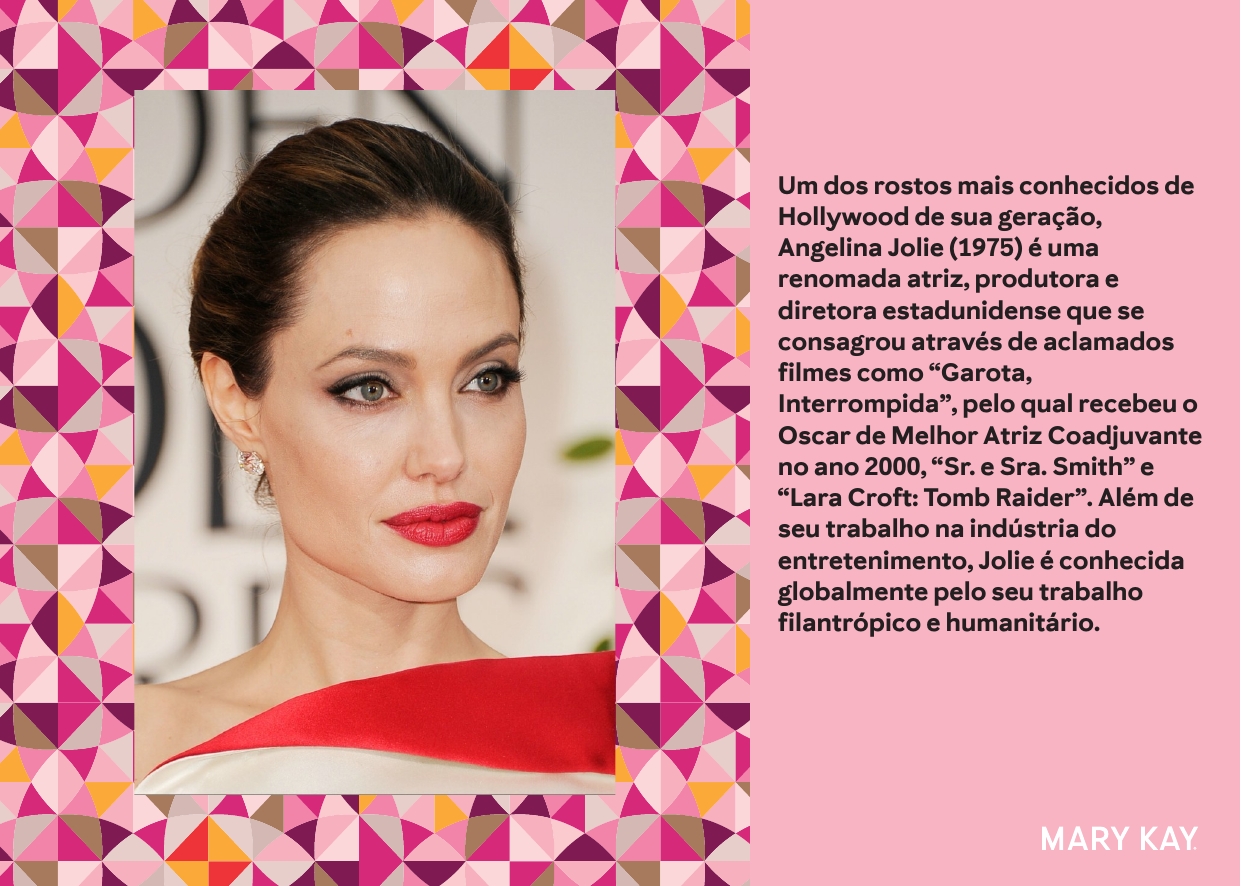 Um dos rostos mais conhecidos de
Hollywood de sua geração,
Angelina Jolie (1975) é uma
renomada atriz, produtora e
diretora estadunidense que se
consagrou através de aclamados
filmes como “Garota,
Interrompida”, pelo qual recebeu o
Oscar de Melhor Atriz Coadjuvante
no ano 2000, “Sr. e Sra. Smith” e
“Lara Croft: Tomb Raider”. Além de
seu trabalho na indústria do
entretenimento, Jolie é conhecida
globalmente pelo seu trabalho
filantrópico e humanitário.
MARY KAY